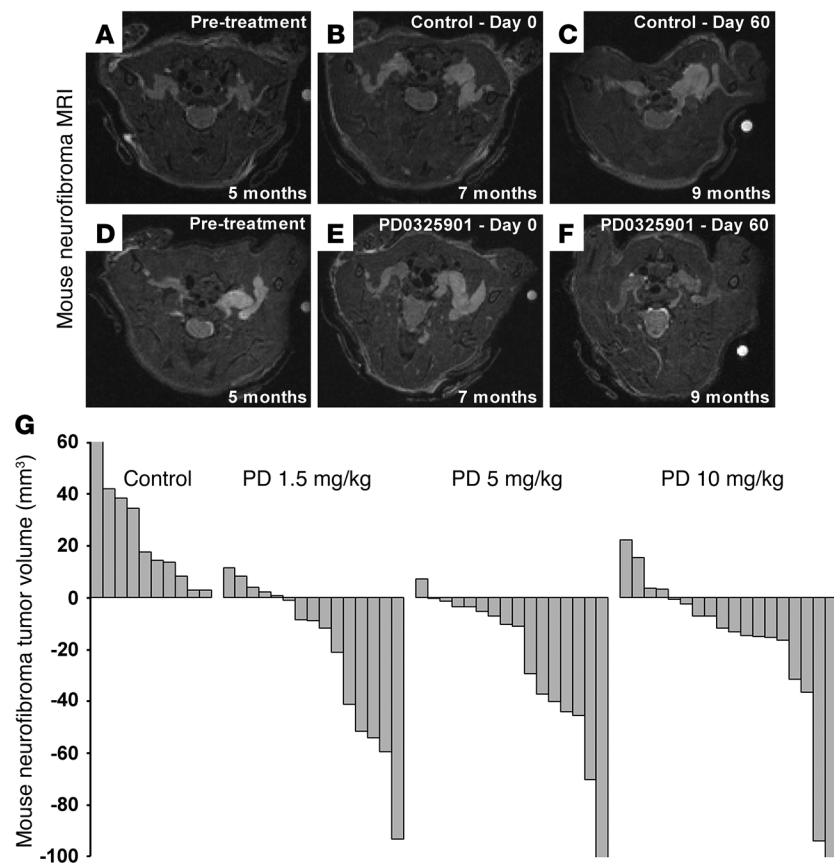 A Pre-treatment
5 months
B Control - Day 0
7 months
C Control - Day 60
9 months
Mouse neurofibroma MRI
D Pre-treatment
5 months
E PD0325901 - Day 0
7 months
F PD0325901 - Day 60
9 months
G
Mouse neurofibroma tumor volume (mm³)
60
40
20
0
-20
-40
-60
-80
-100
Control
PD 1.5 mg/kg
PD 5 mg/kg
PD 10 mg/kg